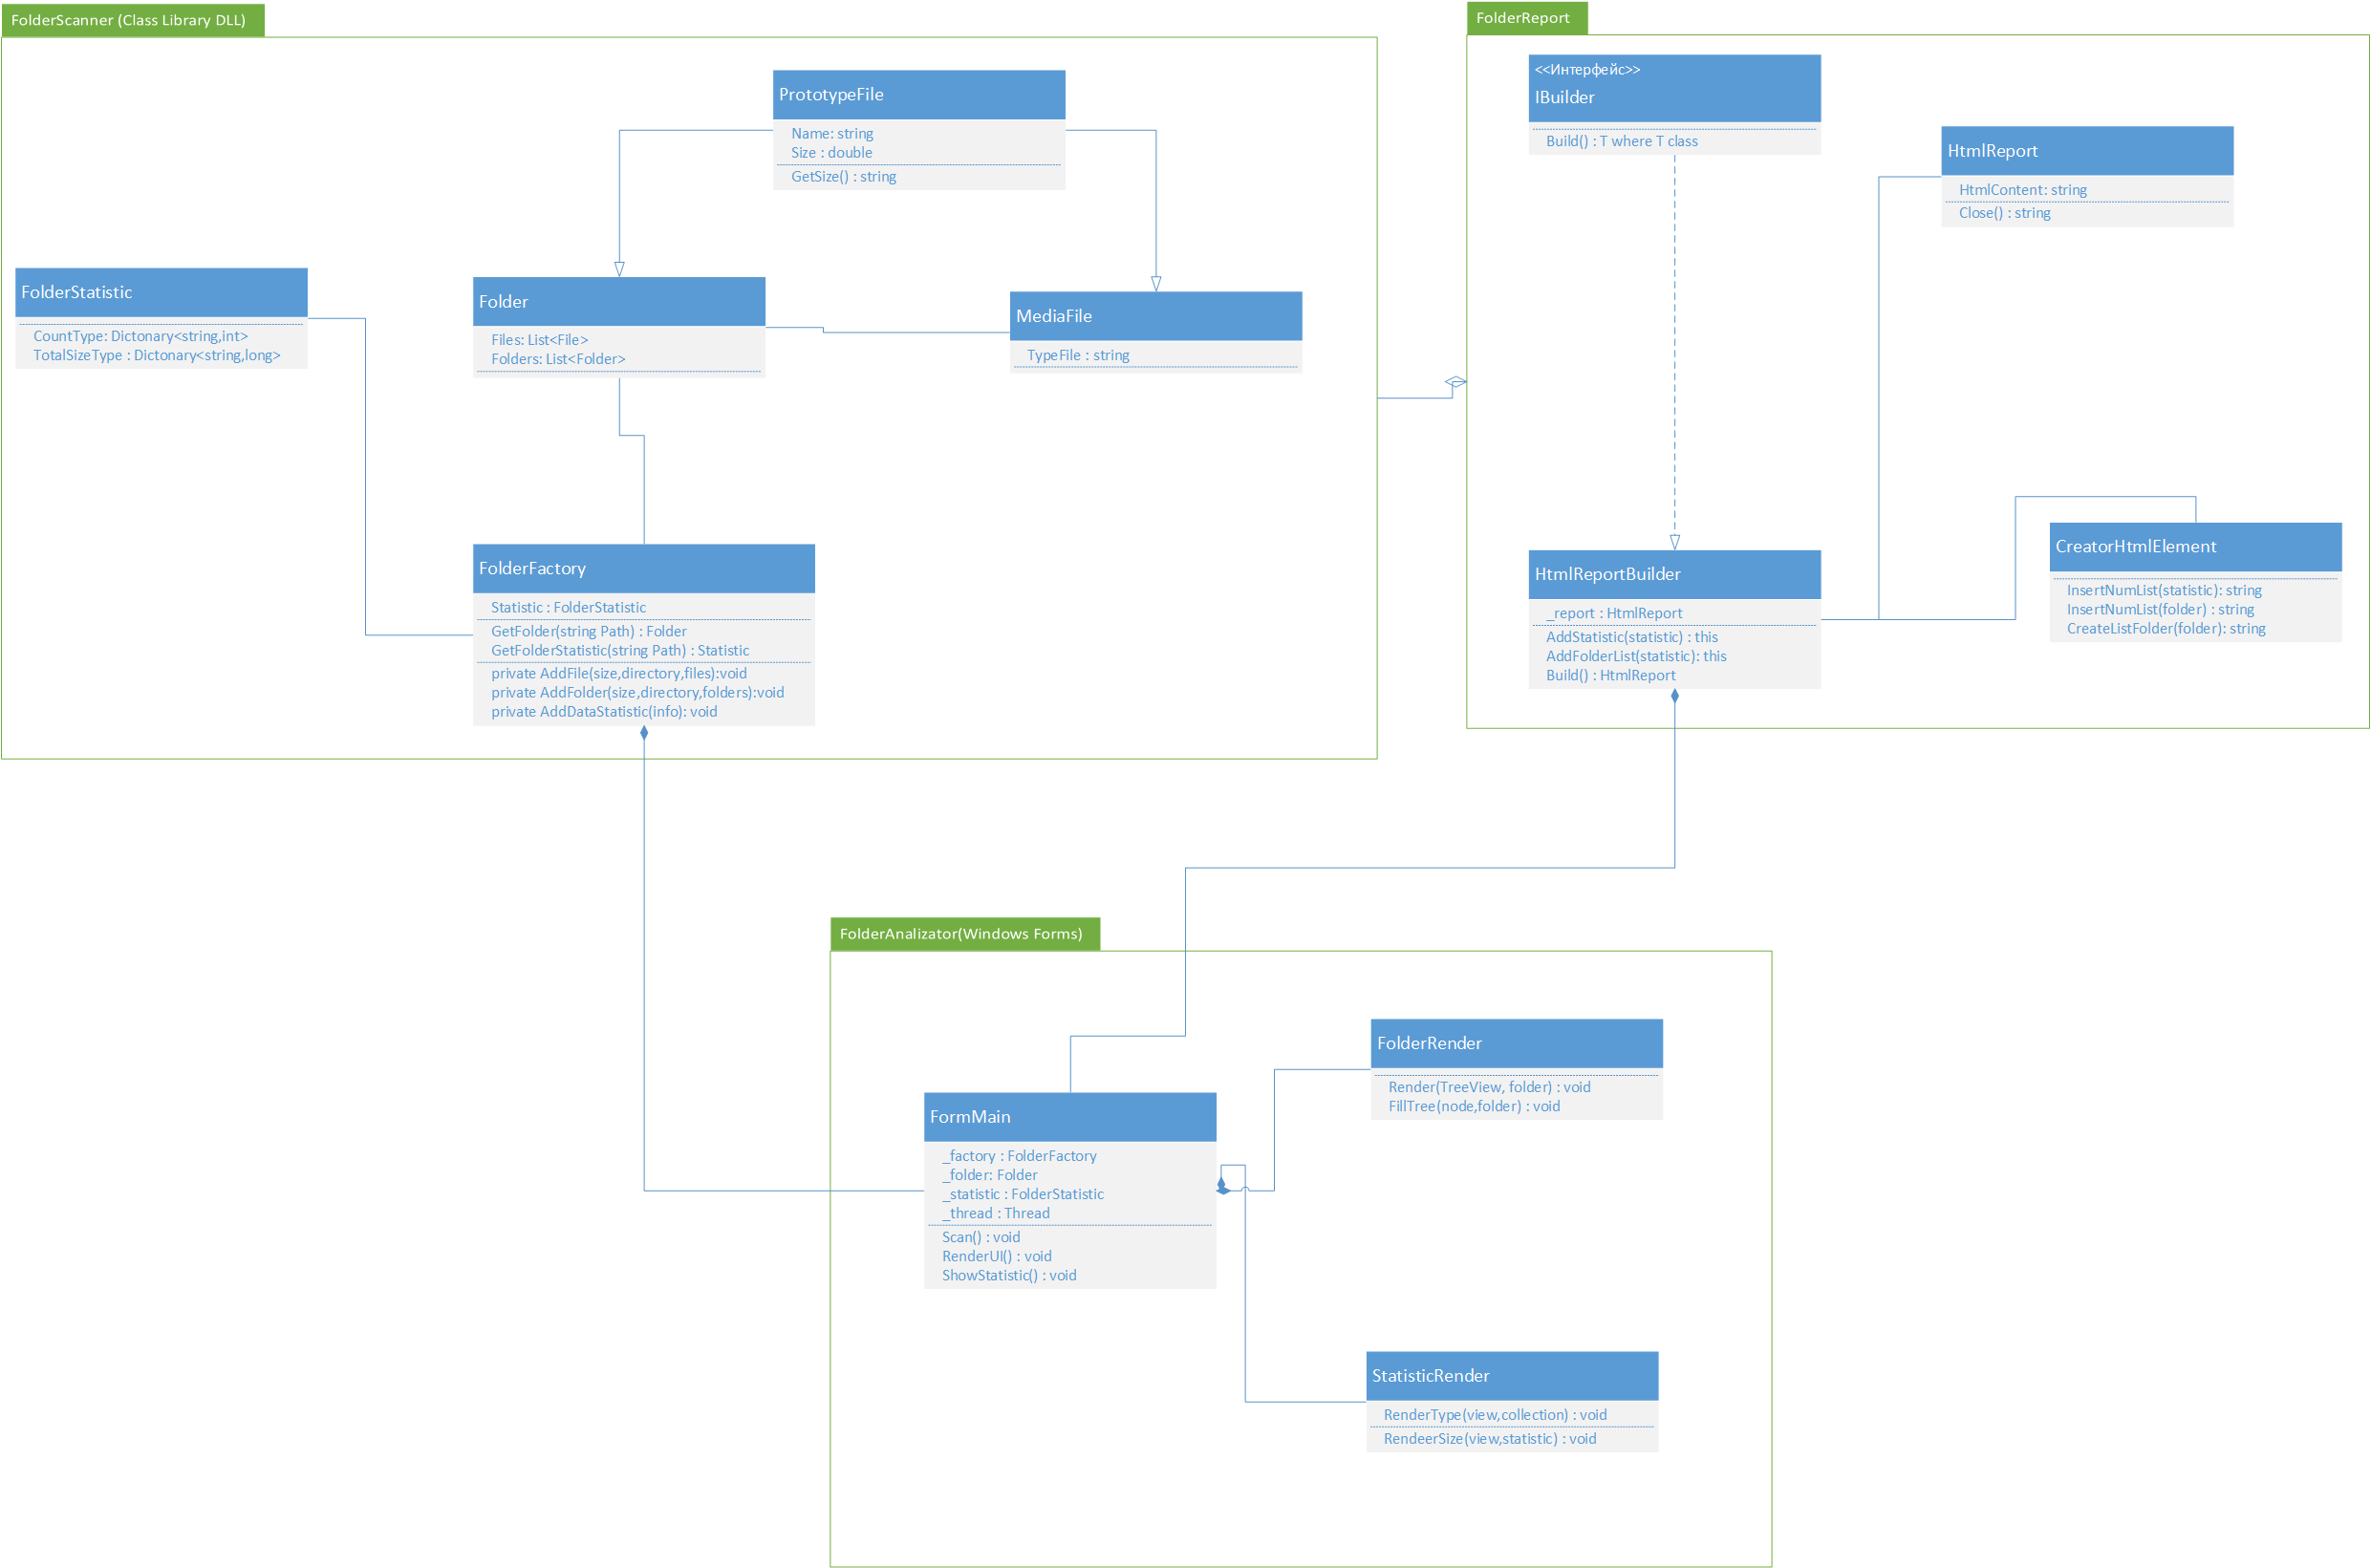 FolderScanner (Class Library DLL)
PrototypeFile
Name: string
Size : double
GetSize() : string
FolderStatistic
CountType: Dictonary<string,int>
TotalSizeType : Dictonary<string,long>
Folder
Files: List<File>
Folders: List<Folder>
MediaFile
TypeFile : string
FolderFactory
Statistic : FolderStatistic
GetFolder(string Path) : Folder
GetFolderStatistic(string Path) : Statistic
private AddFile(size,directory,files):void
private AddFolder(size,directory,folders):void
private AddDataStatistic(info): void
FolderReport
<<Интерфейс>>
IBuilder
Build() : T where T class
HtmlReport
HtmlContent: string
Close() : string
CreatorHtmlElement
InsertNumList(statistic): string
InsertNumList(folder) : string
CreateListFolder(folder): string
HtmlReportBuilder
_report : HtmlReport
AddStatistic(statistic) : this
AddFolderList(statistic): this
Build() : HtmlReport
FolderAnalizator(Windows Forms)
FolderRender
Render(TreeView, folder) : void
FillTree(node,folder) : void
FormMain
_factory : FolderFactory
_folder: Folder
_statistic : FolderStatistic
_thread : Thread
Scan() : void
RenderUI() : void
ShowStatistic() : void
StatisticRender
RenderType(view,collection) : void
RendeerSize(view,statistic) : void